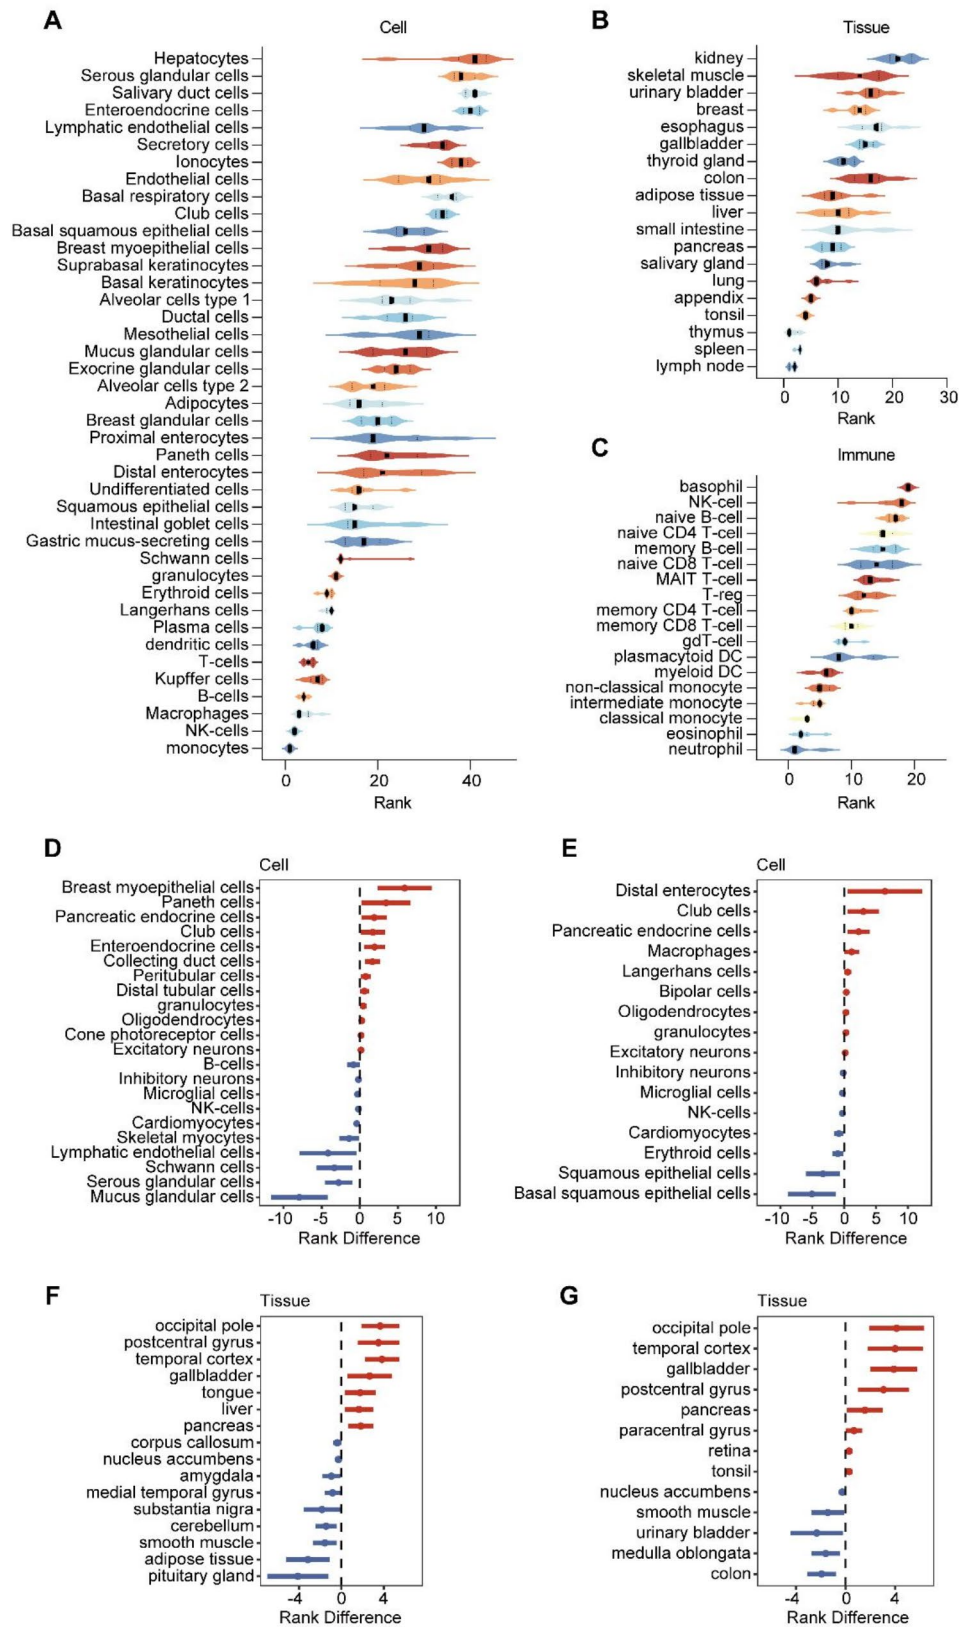 A
Cell
Hepatocytes
Serous glandular cells
Salivary duct cells
Enteroendocrine cells
Lymphatic endothelial cells
Secretory cells
Ionocytes
Endothelial cells
Basal respiratory cells
Club cells
Basal squamous epithelial cells
Breast myoepithelial cells
Suprabasal keratinocytes
Basal keratinocytes
Alveolar cells type 1
Ductal cells
Mesothelial cells
Mucus glandular cells
Exocrine glandular cells
Alveolar cells type 2
Adipocytes
Breast glandular cells
Proximal enterocytes
Paneth cells
Distal enterocytes
Undifferentiated cells
Squamous epithelial cells
Intestinal goblet cells
Gastric mucus-secreting cells
Schwann cells
granulocytes
Erythroid cells
Langerhans cells
Plasma cells
dendritic cells
T-cells
Kupffer cells
B-cells
Macrophages
NK-cells
monocytes
0 20 40
Rank
B
Tissue
kidney
skeletal muscle
urinary bladder
breast
esophagus
gallbladder
thyroid gland
colon
adipose tissue
liver
small intestine
pancreas
salivary gland
lung
appendix
tonsil
thymus
spleen
lymph node
0 10 20 30
Rank
C
Immune
basophil
NK-cell
naive B-cell
naive CD4 T-cell
memory B-cell
naive CD8 T-cell
MAIT T-cell
T-reg
memory CD4 T-cell
memory CD8 T-cell
gdT-cell
plasmacytoid DC
myeloid DC
non-classical monocyte
intermediate monocyte
classical monocyte
eosinophil
neutrophil
0 10 20
Rank
D
Cell
Breast myoepithelial cells
Paneth cells
Pancreatic endocrine cells
Club cells
Enteroendocrine cells
Collecting duct cells
Peritubular cells
Distal tubular cells
granulocytes
Oligodendrocytes
Cone photoreceptor cells
Excitatory neurons
B-cells
Inhibitory neurons
Microglial cells
NK-cells
Cardiomyocytes
Skeletal myocytes
Lymphatic endothelial cells
Schwann cells
Serous glandular cells
Mucus glandular cells
-10 -5 0 5 10
Rank Difference
E
Cell
Distal enterocytes
Club cells
Pancreatic endocrine cells
Macrophages
Langerhans cells
Bipolar cells
Oligodendrocytes
granulocytes
Excitatory neurons
Inhibitory neurons
Microglial cells
NK-cells
Cardiomyocytes
Erythroid cells
Squamous epithelial cells
Basal squamous epithelial cells
-10 -5 0 5 10
Rank Difference
F
Tissue
occipital pole
postcentral gyrus
temporal cortex
gallbladder
tongue
liver
pancreas
corpus callosum
nucleus accumbens
amygdala
medial temporal gyrus
substantia nigra
cerebellum
smooth muscle
adipose tissue
pituitary gland
-4 0 4
Rank Difference
G
Tissue
occipital pole
temporal cortex
gallbladder
postcentral gyrus
pancreas
paracentral gyrus
retina
tonsil
nucleus accumbens
smooth muscle
urinary bladder
medulla oblongata
colon
-4 0 4
Rank Difference